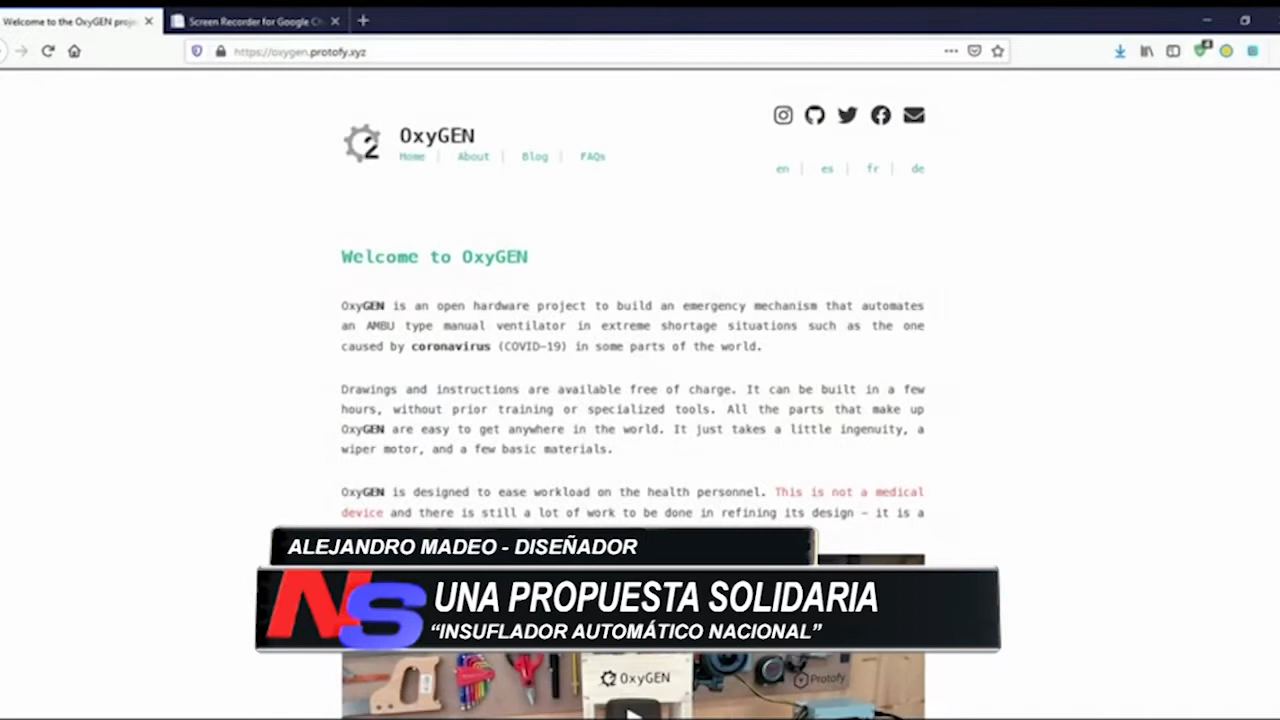 Welcome to the OxyGEN proj
Screen Recorder for Google Ch
https://oxygen.protofy.xyz
4
2
OxyGEN
Home | About | Blog | FAQs
en | es | fr | de
Welcome to OxyGEN
OxyGEN is an open hardware project to build an emergency mechanism that automates
an AMBU type manual ventilator in extreme shortage situations such as the one
caused by coronavirus (COVID-19) in some parts of the world.
Drawings and instructions are available free of charge. It can be built in a few
hours, without prior training or specialized tools. All the parts that make up
OxyGEN are easy to get anywhere in the world. It just takes a little ingenuity, a
wiper motor, and a few basic materials.
OxyGEN is designed to ease workload on the health personnel. This is not a medical
device and there is still a lot of work to be done in refining its design – it is a
ALEJANDRO MADEO - DISEÑADOR
NS
UNA PROPUESTA SOLIDARIA
“INSUFLADOR AUTOMÁTICO NACIONAL”
2 OxyGEN
Protofy